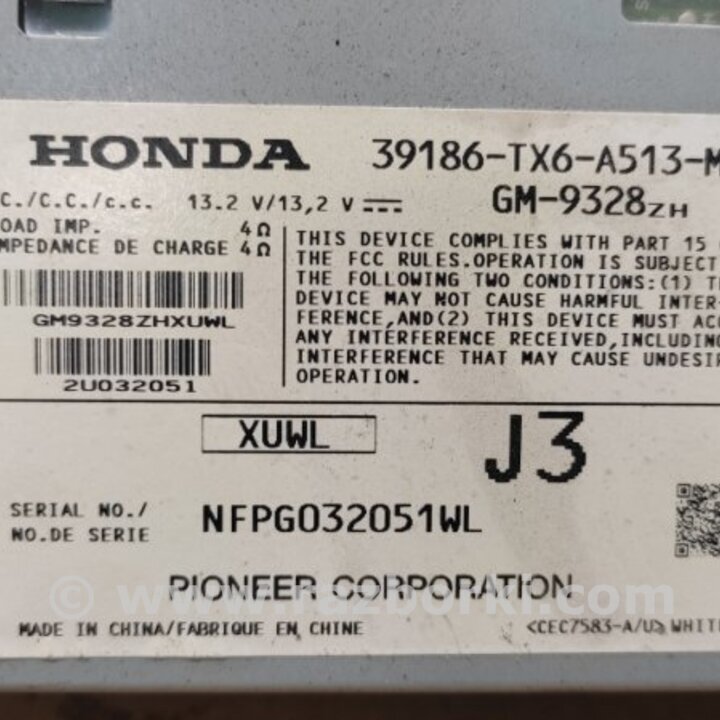 HONDA 39186-TX6-A513-M
C./C.C./c.c. 13.2 V/13,2 V
GM-9328ZH
OAD IMP. 4Ω
MPEDANCE DE CHARGE 4Ω
THIS DEVICE COMPLIES WITH PART 15
THE FCC RULES.OPERATION IS SUBJECT
THE FOLLOWING TWO CONDITIONS:(1) T
DEVICE MAY NOT CAUSE HARMFUL INTER
FERENCE,AND(2) THIS DEVICE MUST ACC
ANY INTERFERENCE RECEIVED,INCLUDING
INTERFERENCE THAT MAY CAUSE UNDESI
OPERATION.
GM9328ZHXUWL
2U032051
XUWL J3
SERIAL NO./
NO.DE SERIE
NFPG032051WL
PIONEER CORPORATION
© www.razborki.com
MADE IN CHINA/FABRIQUE EN CHINE <CEC7583-A/U> WHITE